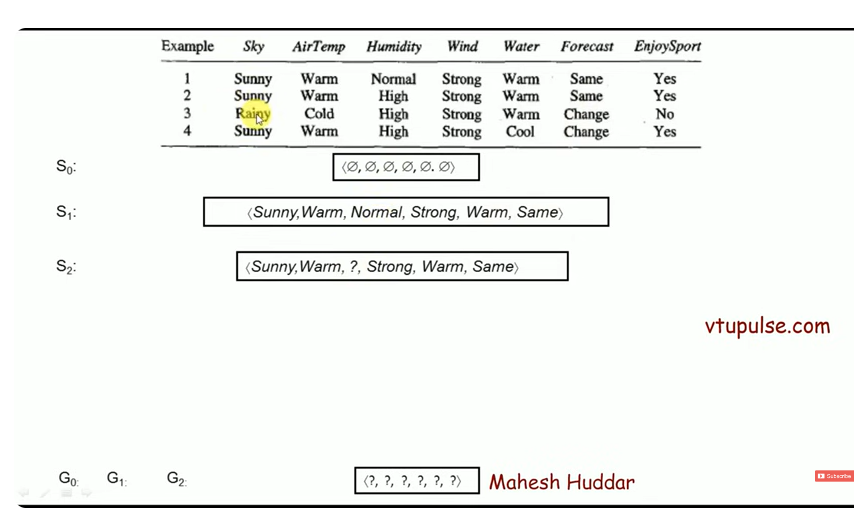 Example Sky AirTemp Humidity Wind Water Forecast EnjoySport
1 Sunny Warm Normal Strong Warm Same Yes
2 Sunny Warm High Strong Warm Same Yes
3 Rainy Cold High Strong Warm Change No
4 Sunny Warm High Strong Cool Change Yes
S0: ⟨∅, ∅, ∅, ∅, ∅. ∅⟩
S1: ⟨Sunny,Warm, Normal, Strong, Warm, Same⟩
S2: ⟨Sunny,Warm, ?, Strong, Warm, Same⟩
vtupulse.com
G0: G1: G2: ⟨?, ?, ?, ?, ?, ?⟩ Mahesh Huddar
Subscribe